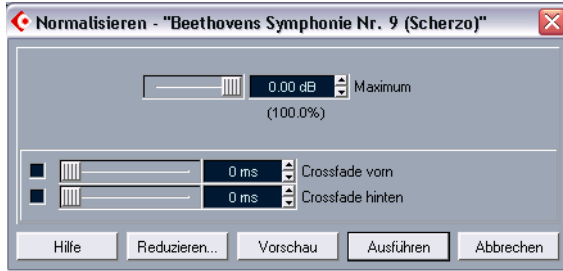 Normalisieren - "Beethovens Symphonie Nr. 9 (Scherzo)"
0.00 dB Maximum
(100.0%)
0 ms Crossfade vorn
0 ms Crossfade hinten
Hilfe Reduzieren... Vorschau Ausführen Abbrechen